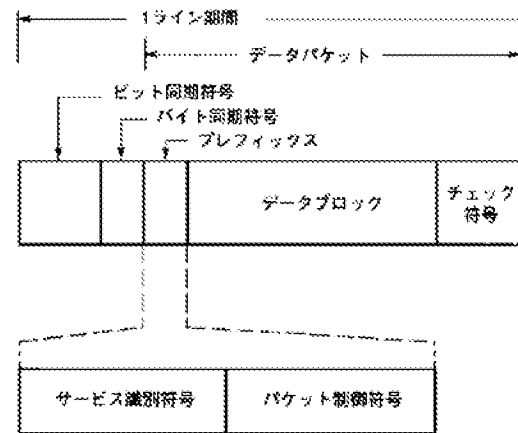 1ライン期間
データパケット
ビット同期符号
バイト同期符号
プレフィックス
データブロック
チェック
符号
サービス識別符号
パケット制御符号